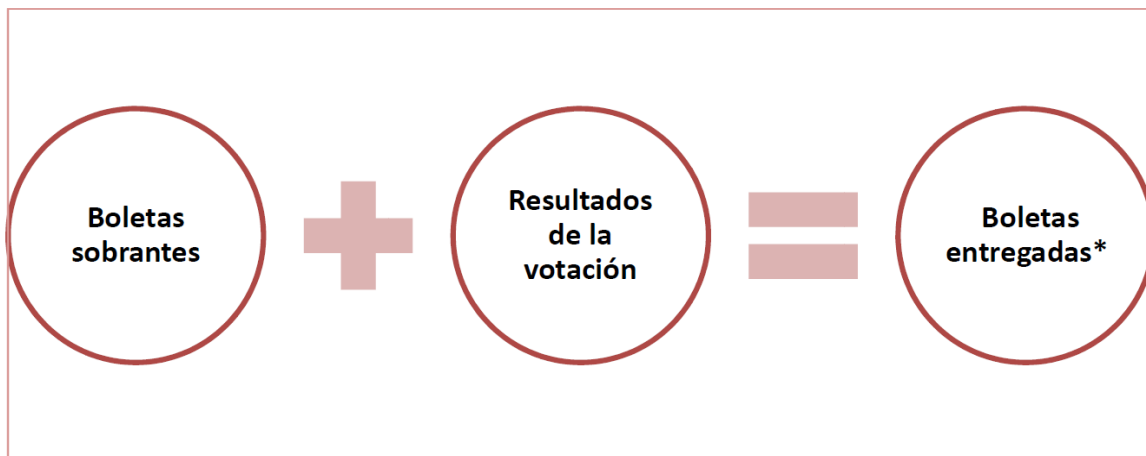 Boletas
sobrantes
Resultados
de la
votación
Boletas
entregadas*